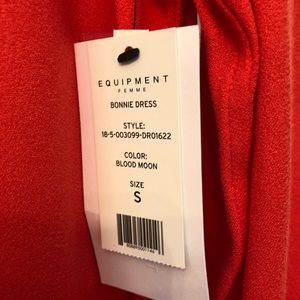 EQUIPMENT
FEMME
BONNIE DRESS
STYLE:
18-5-003099-DR01622
COLOR:
BLOOD MOON
SIZE
S